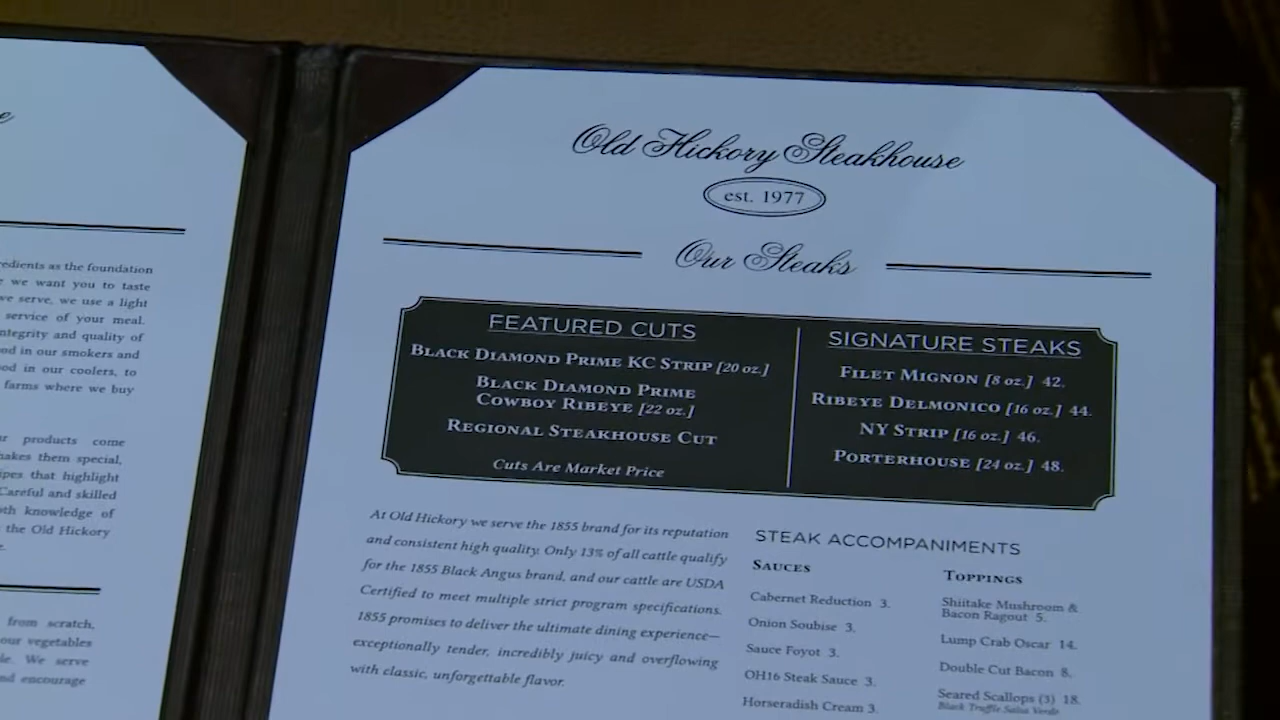 edients as the foundation
we want you to taste
we serve, we use a light
service of your meal.
ntegrity and quality of
od in our smokers and
od in our coolers, to
farms where we buy
products come
makes them special,
ipes that highlight
Careful and skilled
oth knowledge of
the Old Hickory
from scratch,
our vegetables
We serve
nd encourage
Old Hickory Steakhouse
est. 1977
Our Steaks
FEATURED CUTS
BLACK DIAMOND PRIME KC STRIP [20 oz.]
BLACK DIAMOND PRIME
COWBOY RIBEYE [22 oz.]
REGIONAL STEAKHOUSE CUT
Cuts Are Market Price
SIGNATURE STEAKS
FILET MIGNON [8 oz.] 42.
RIBEYE DELMONICO [16 oz.] 44.
NY STRIP [16 oz.] 46.
PORTERHOUSE [24 oz.] 48.
At Old Hickory we serve the 1855 brand for its reputation
and consistent high quality. Only 13% of all cattle qualify
for the 1855 Black Angus brand, and our cattle are USDA
Certified to meet multiple strict program specifications.
1855 promises to deliver the ultimate dining experience—
exceptionally tender, incredibly juicy and overflowing
with classic, unforgettable flavor.
STEAK ACCOMPANIMENTS
SAUCES
Cabernet Reduction 3.
Onion Soubise 3.
Sauce Foyot 3.
OH16 Steak Sauce 3.
Horseradish Cream 3.
TOPPINGS
Shiitake Mushroom &
Bacon Ragout 5.
Lump Crab Oscar 14.
Double Cut Bacon 8.
Seared Scallops (3) 18.
Black Truffle Salsa Verde